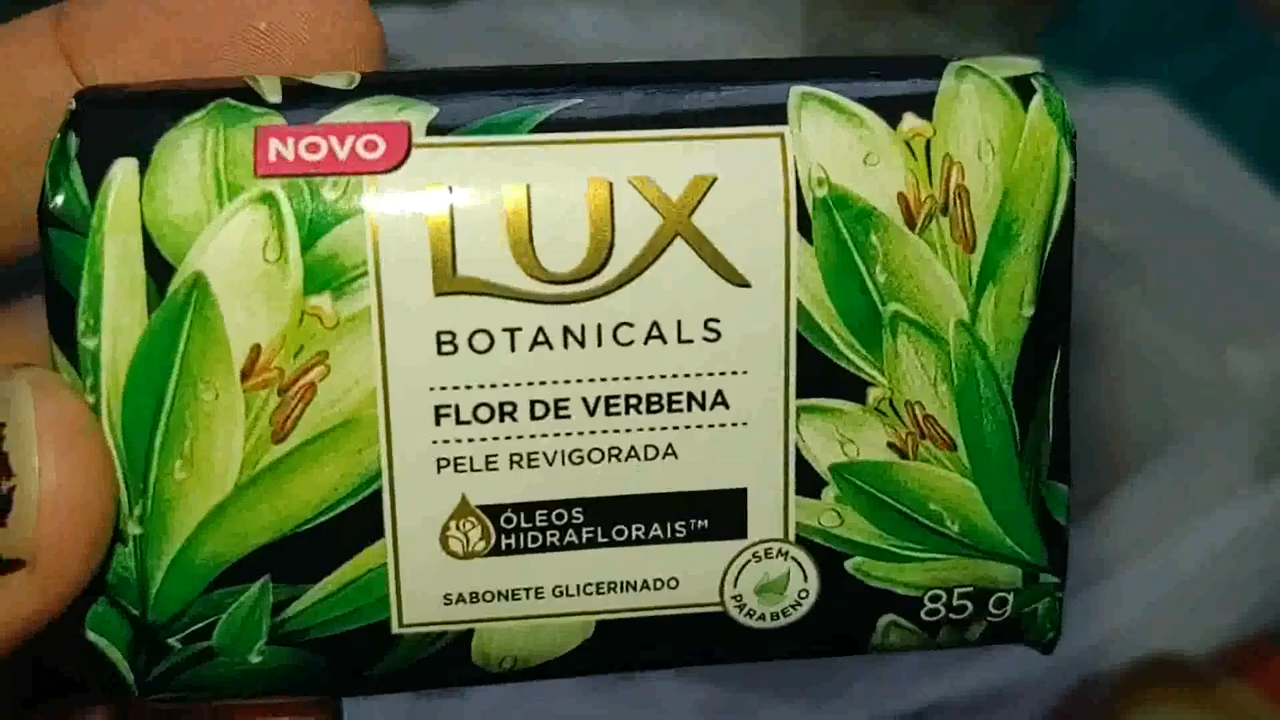 NOVO
LUX
BOTANICALS
FLOR DE VERBENA
PELE REVIGORADA
ÓLEOS
HIDRAFLORAIS™
SABONETE GLICERINADO
SEM
PARABENO
85 g